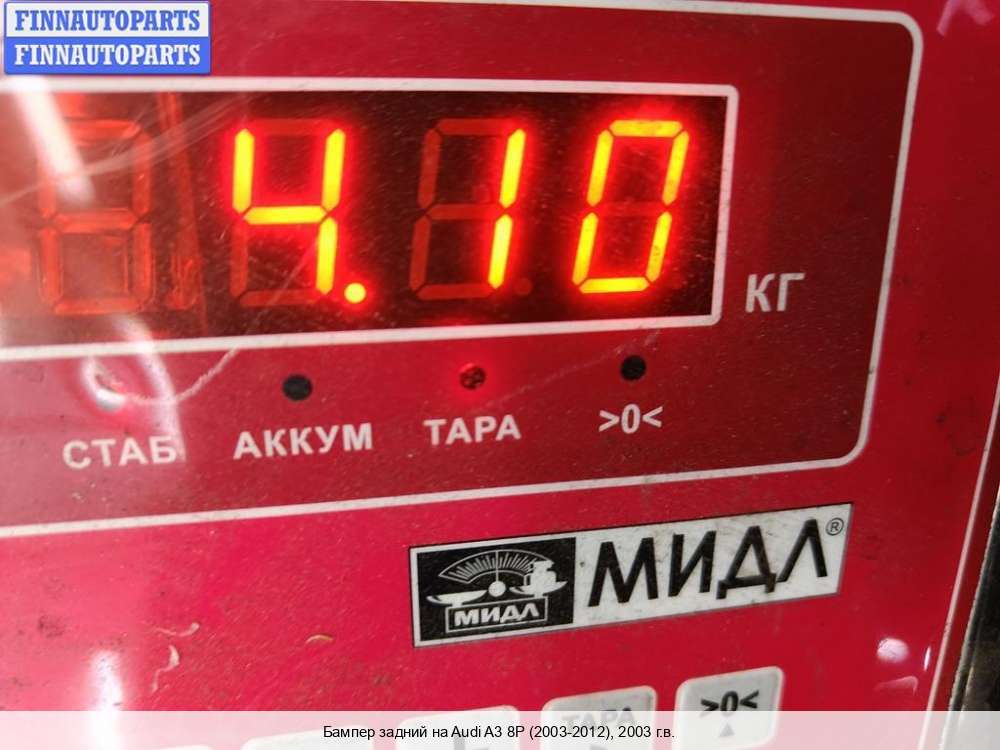 FINNAUTOPARTS
FINNAUTOPARTS
4.10
КГ
СТАБ АККУМ ТАРА >0<
МИДЛ МИДЛ®
ТАРА >0<
Бампер задний на Audi A3 8P (2003-2012), 2003 г.в.